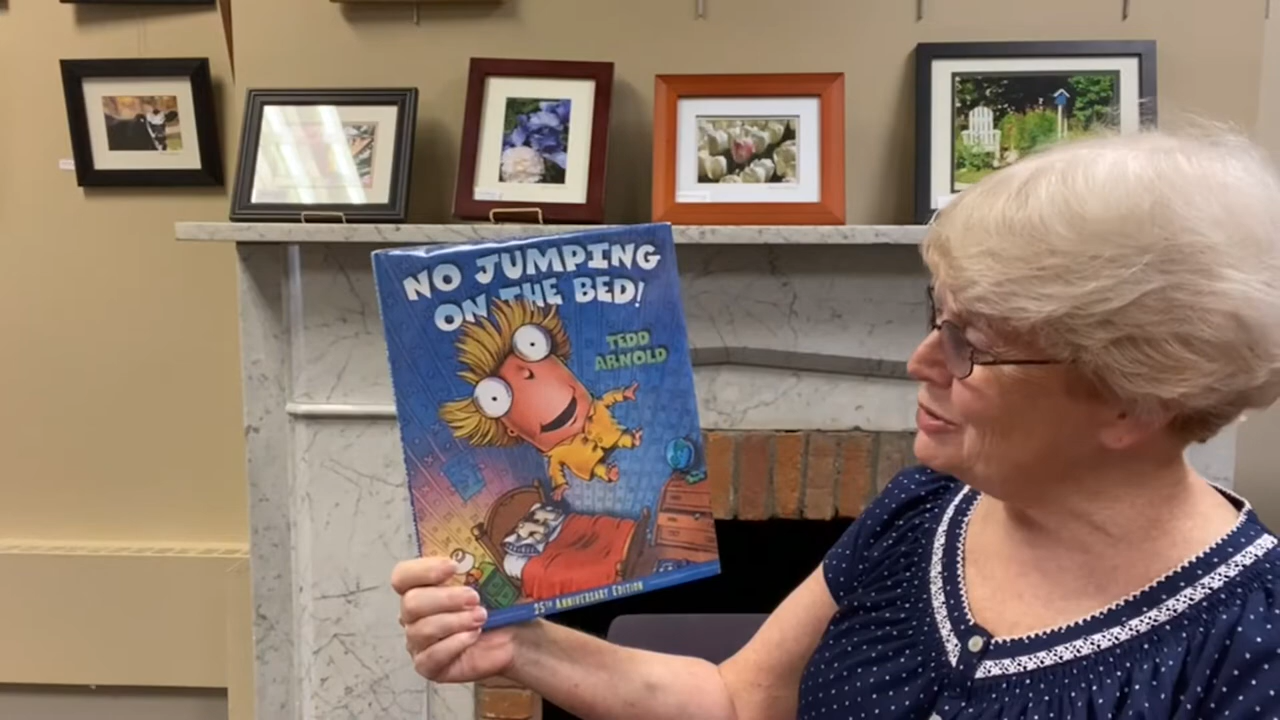 NO JUMPING
ON THE BED!
TEDD
ARNOLD
25TH ANNIVERSARY EDITION